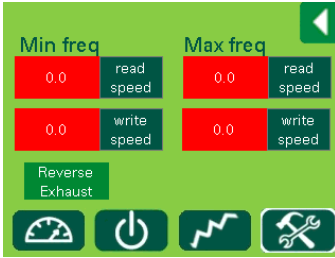 Min freq Max freq
0.0 read speed 0.0 read speed
0.0 write speed 0.0 write speed
Reverse
Exhaust